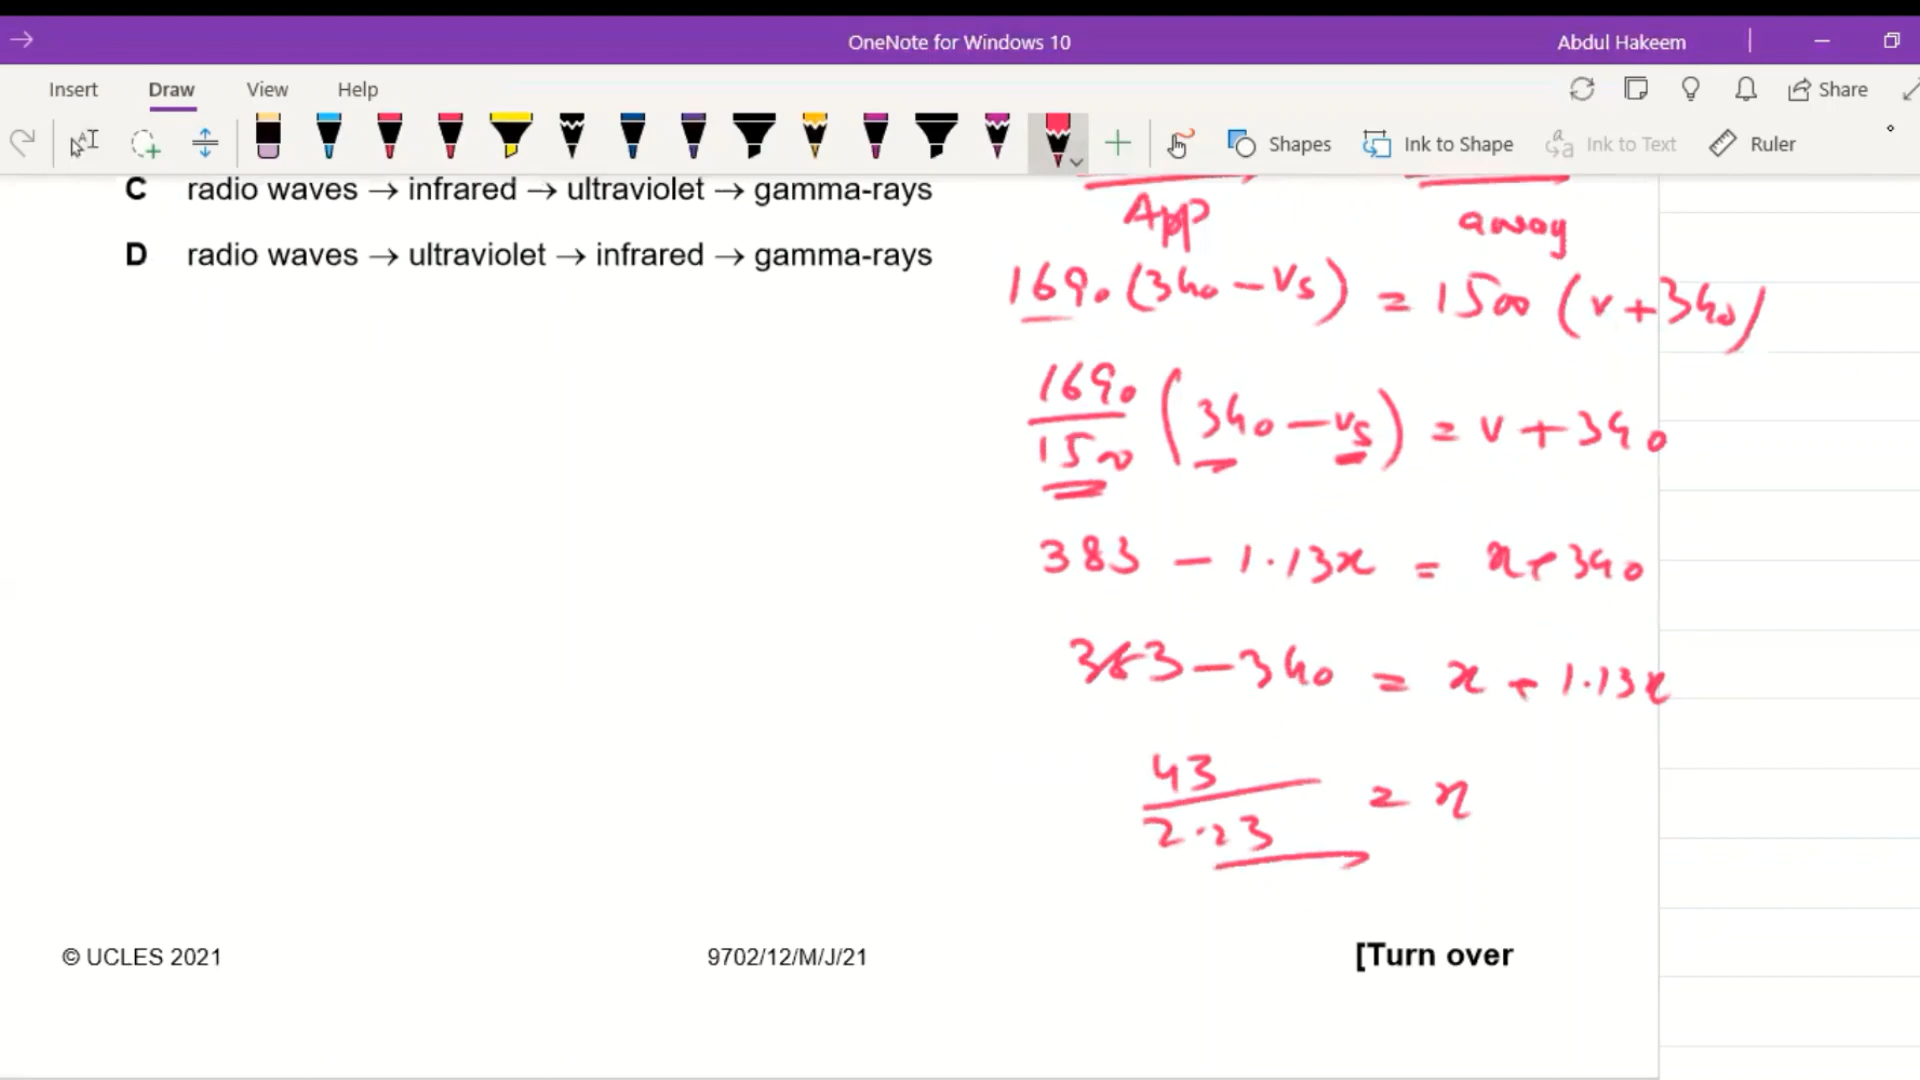 OneNote for Windows 10
Abdul Hakeem
Insert Draw View Help Share
Shapes Ink to Shape Ink to Text Ruler
C radio waves → infrared → ultraviolet → gamma-rays
D radio waves → ultraviolet → infrared → gamma-rays
App away
1690 (340 - Vs) = 1500 (v + 340)
1690
1500
(340 - vs) = v + 340
383 - 1.13x = x + 340
383 - 340 = x + 1.13x
43
2.23
= x
© UCLES 2021 9702/12/M/J/21 [Turn over